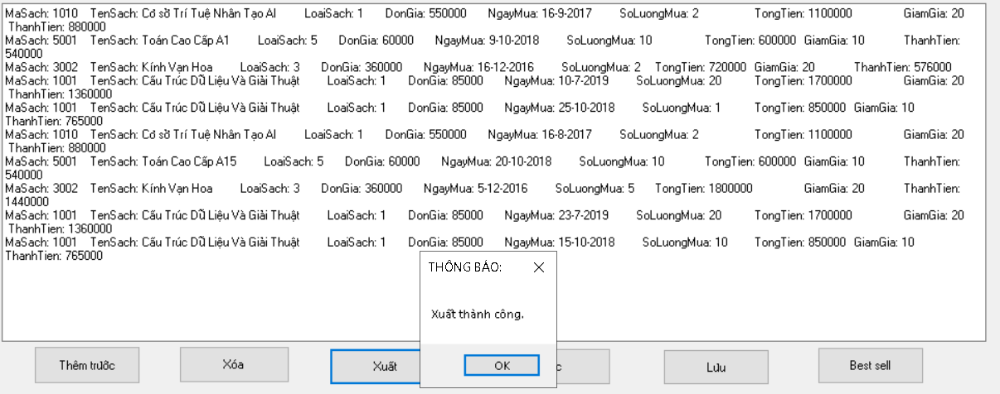 MaSach: 1010 TenSach: Cơ sở Trí Tuệ Nhân Tạo AI LoaiSach: 1 DonGia: 550000 NgayMua: 16-9-2017 SoLuongMua: 2 TongTien: 1100000 GiamGia: 20
ThanhTien: 880000
MaSach: 5001 TenSach: Toán Cao Cấp A1 LoaiSach: 5 DonGia: 60000 NgayMua: 9-10-2018 SoLuongMua: 10 TongTien: 600000 GiamGia: 10 ThanhTien:
540000
MaSach: 3002 TenSach: Kính Vạn Hoa LoaiSach: 3 DonGia: 360000 NgayMua: 16-12-2016 SoLuongMua: 2 TongTien: 720000 GiamGia: 20 ThanhTien: 576000
MaSach: 1001 TenSach: Cấu Trúc Dữ Liệu Và Giải Thuật LoaiSach: 1 DonGia: 85000 NgayMua: 10-7-2019 SoLuongMua: 20 TongTien: 1700000 GiamGia: 20
ThanhTien: 1360000
MaSach: 1001 TenSach: Cấu Trúc Dữ Liệu Và Giải Thuật LoaiSach: 1 DonGia: 85000 NgayMua: 25-10-2018 SoLuongMua: 1 TongTien: 850000 GiamGia: 10
ThanhTien: 765000
MaSach: 1010 TenSach: Cơ sở Trí Tuệ Nhân Tạo AI LoaiSach: 1 DonGia: 550000 NgayMua: 16-8-2017 SoLuongMua: 2 TongTien: 1100000 GiamGia: 20
ThanhTien: 880000
MaSach: 5001 TenSach: Toán Cao Cấp A15 LoaiSach: 5 DonGia: 60000 NgayMua: 20-10-2018 SoLuongMua: 10 TongTien: 600000 GiamGia: 10 ThanhTien:
540000
MaSach: 3002 TenSach: Kính Vạn Hoa LoaiSach: 3 DonGia: 360000 NgayMua: 5-12-2016 SoLuongMua: 5 TongTien: 1800000 GiamGia: 20 ThanhTien:
1440000
MaSach: 1001 TenSach: Cấu Trúc Dữ Liệu Và Giải Thuật LoaiSach: 1 DonGia: 85000 NgayMua: 23-7-2019 SoLuongMua: 20 TongTien: 1700000 GiamGia: 20
ThanhTien: 1360000
MaSach: 1001 TenSach: Cấu Trúc Dữ Liệu Và Giải Thuật LoaiSach: 1 DonGia: 85000 NgayMua: 15-10-2018 SoLuongMua: 10 TongTien: 850000 GiamGia: 10
ThanhTien: 765000
THÔNG BÁO:
Xuất thành công.
OK
Thêm trước Xóa Xuất Lưu Best sell